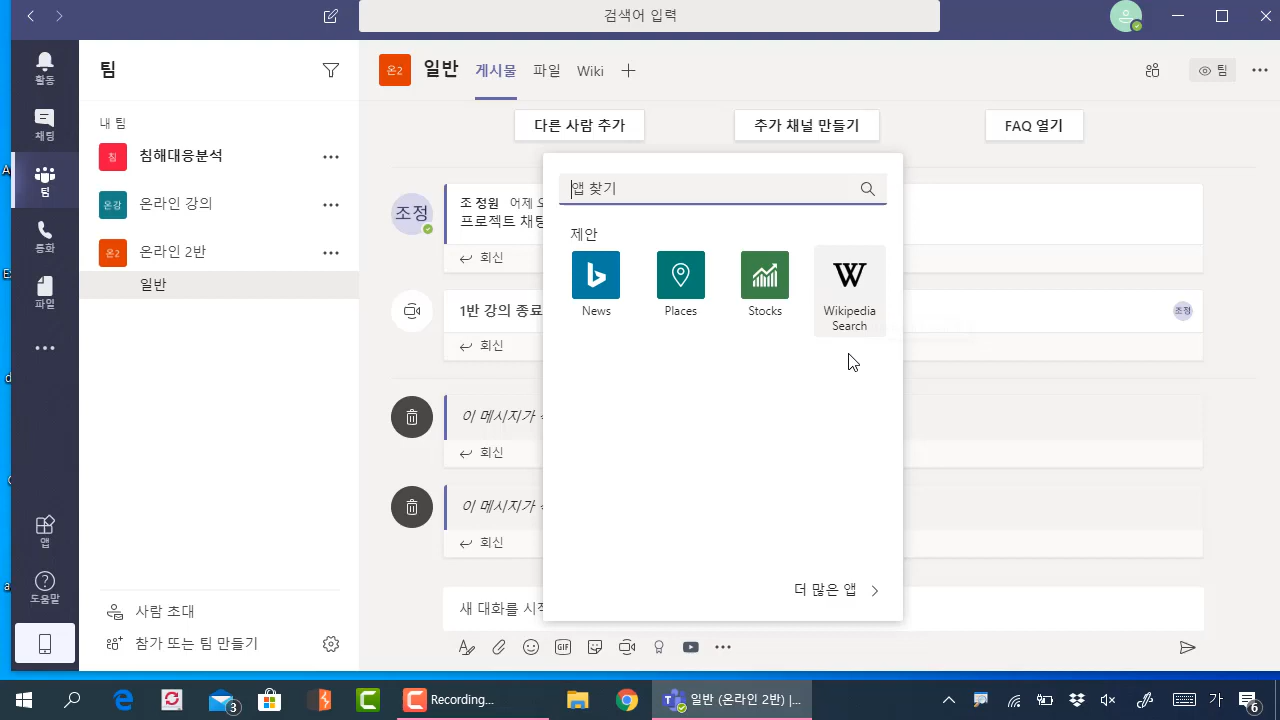 검색어 입력
활동
채팅
팀
통화
파일
앱
도움말
팀
내 팀
침
침해대응분석
온강
온라인 강의
온2
온라인 2반
일반
사람 초대
참가 또는 팀 만들기
온2
일반
게시물
파일
Wiki
팀
다른 사람 추가
추가 채널 만들기
FAQ 열기
조정
조 정원
어제
프로젝트 채팅
회신
1반 강의 종료
조정
회신
이 메시지가
회신
이 메시지가
회신
새 대화를
GIF
앱 찾기
제안
News
Places
Stocks
W
Wikipedia
Search
더 많은 앱
3
Recording...
일반 (온라인 2반) |...
가
6